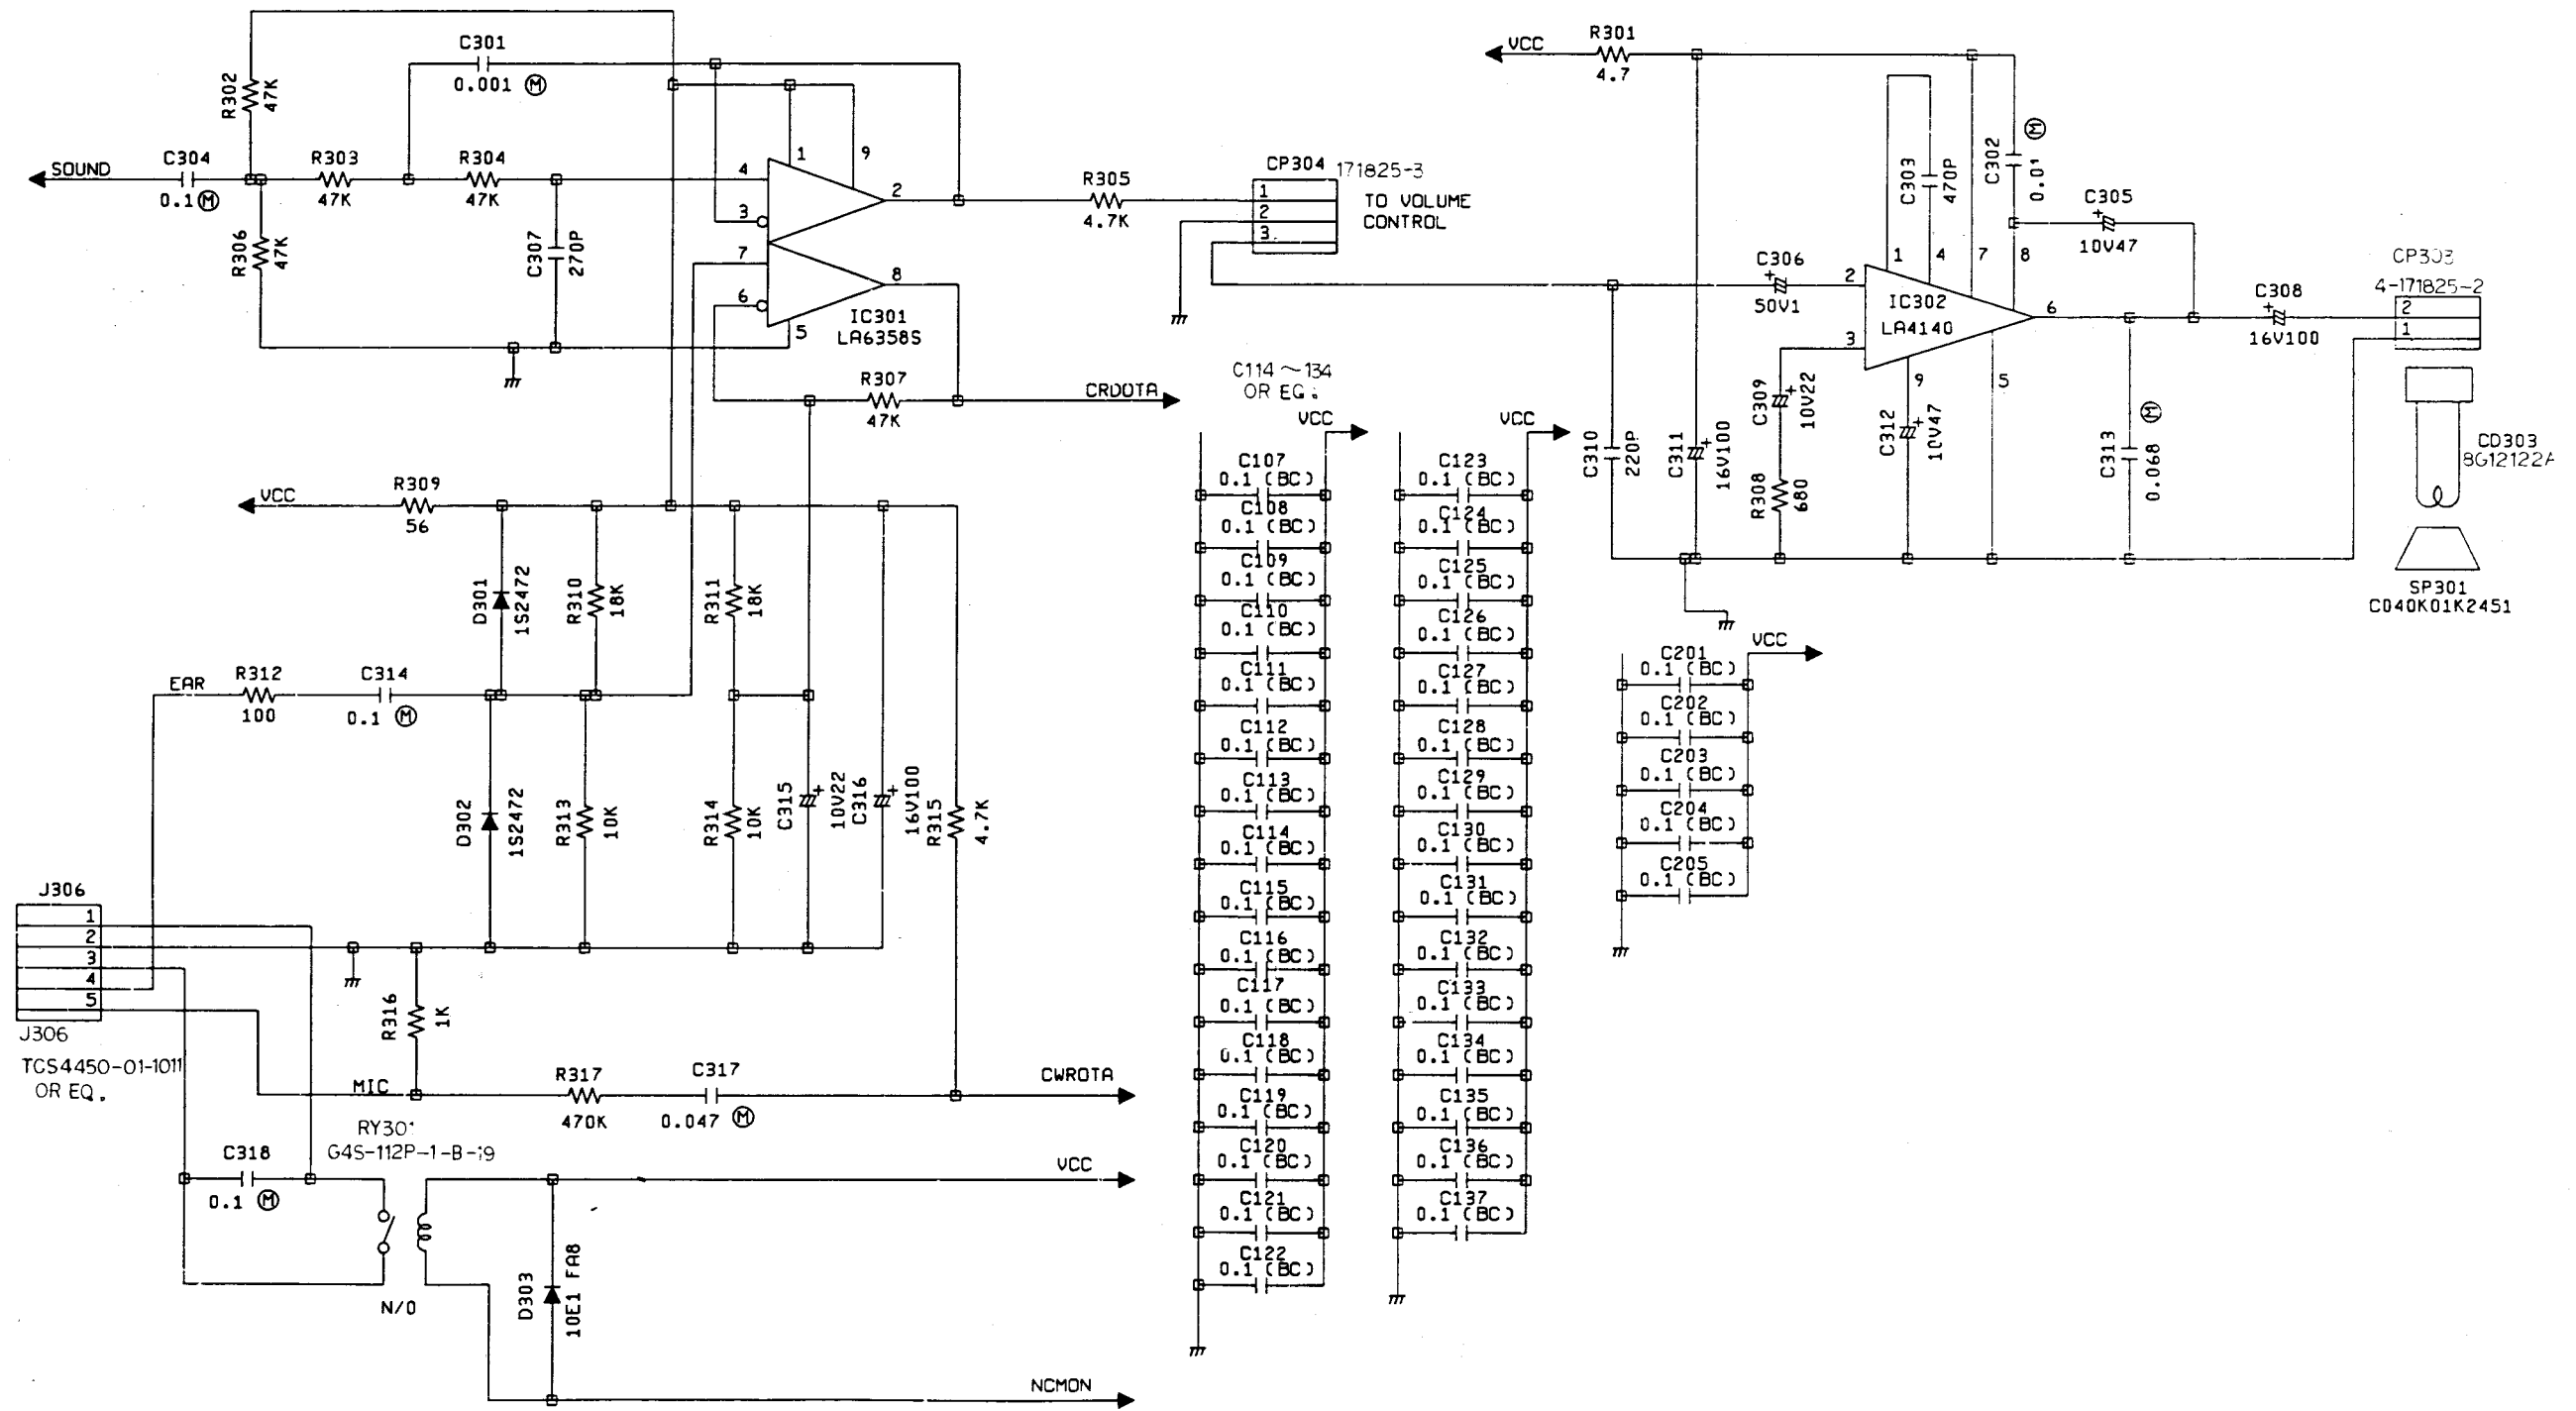 C301
0.001 Ⓜ
R302
47K
SOUND
C304
0.1 Ⓜ
R303
47K
R304
47K
R306
47K
C307
270P
1
9
4
2
3
7
8
6
5
IC301
LA6358S
R305
4.7K
CP304
171825-3
1
2
3
TO VOLUME
CONTROL
R307
47K
CRDOTA
VCC
R309
56
D301
1S2472
R310
18K
R311
18K
EAR
R312
100
C314
0.1 Ⓜ
D302
1S2472
R313
10K
R314
10K
C315
+
10V22
C316
+
16V100
R315
4.7K
J306
1
2
3
4
5
J306
TCS4450-01-1011
OR EQ.
R316
1K
MIC
R317
470K
C317
0.047 Ⓜ
CWROTA
RY301
G4S-112P-1-B-19
C318
0.1 Ⓜ
VCC
N/O
D303
10E1 FA8
NCMON
C114 ~ 134
OR EQ.
VCC
C107
0.1 (BC)
C108
0.1 (BC)
C109
0.1 (BC)
C110
0.1 (BC)
C111
0.1 (BC)
C112
0.1 (BC)
C113
0.1 (BC)
C114
0.1 (BC)
C115
0.1 (BC)
C116
0.1 (BC)
C117
0.1 (BC)
C118
0.1 (BC)
C119
0.1 (BC)
C120
0.1 (BC)
C121
0.1 (BC)
C122
0.1 (BC)
VCC
C123
0.1 (BC)
C124
0.1 (BC)
C125
0.1 (BC)
C126
0.1 (BC)
C127
0.1 (BC)
C128
0.1 (BC)
C129
0.1 (BC)
C130
0.1 (BC)
C131
0.1 (BC)
C132
0.1 (BC)
C133
0.1 (BC)
C134
0.1 (BC)
C135
0.1 (BC)
C136
0.1 (BC)
C137
0.1 (BC)
VCC
R301
4.7
C303
470P
C302
0.01 Ⓜ
C305
+
10V47
C306
+
50V1
1
4
7
8
2
6
3
9
5
IC302
LA4140
C308
+
16V100
CP303
4-171825-2
2
1
C310
220P
C311
+
16V100
C309
+
10V22
R308
680
C312
+
10V47
C313
0.068 Ⓜ
CD303
8G12122A
SP301
CD40K01K2451
VCC
C201
0.1 (BC)
C202
0.1 (BC)
C203
0.1 (BC)
C204
0.1 (BC)
C205
0.1 (BC)